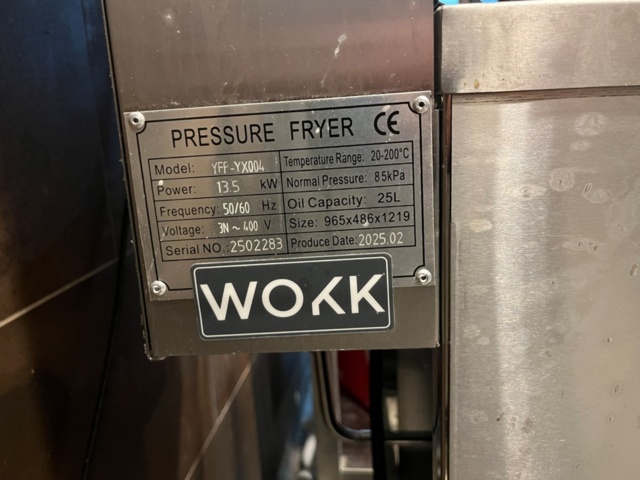 PRESSURE FRYER CE
Model: YFF-YX004
Temperature Range: 20-200°C
Power: 13.5 kW
Normal Pressure: 85kPa
Frequency: 50/60 Hz
Oil Capacity: 25L
Voltage: 3N~400 V
Size: 965x486x1219
Serial NO.: 2502283
Produce Date: 2025.02
WOKK